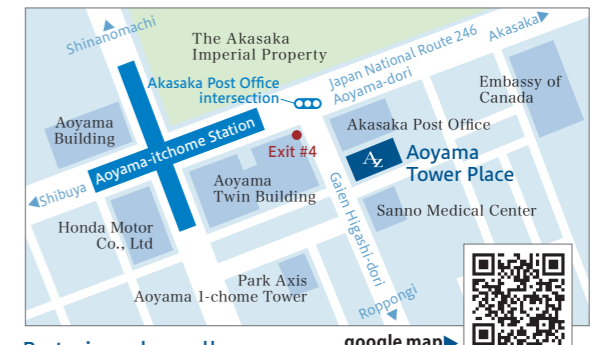 Shinanomachi
The Akasaka
Imperial Property
Japan National Route 246
Aoyama-dori
Akasaka
Akasaka Post Office
intersection
Embassy of
Canada
Aoyama
Building
Aoyama-itchome Station
Exit #4
Akasaka Post Office
Az
Aoyama
Tower Place
Shibuya
Aoyama
Twin Building
Gaien Higashi-dori
Sanno Medical Center
Honda Motor
Co., Ltd
Park Axis
Aoyama 1-chome Tower
Roppongi
google map